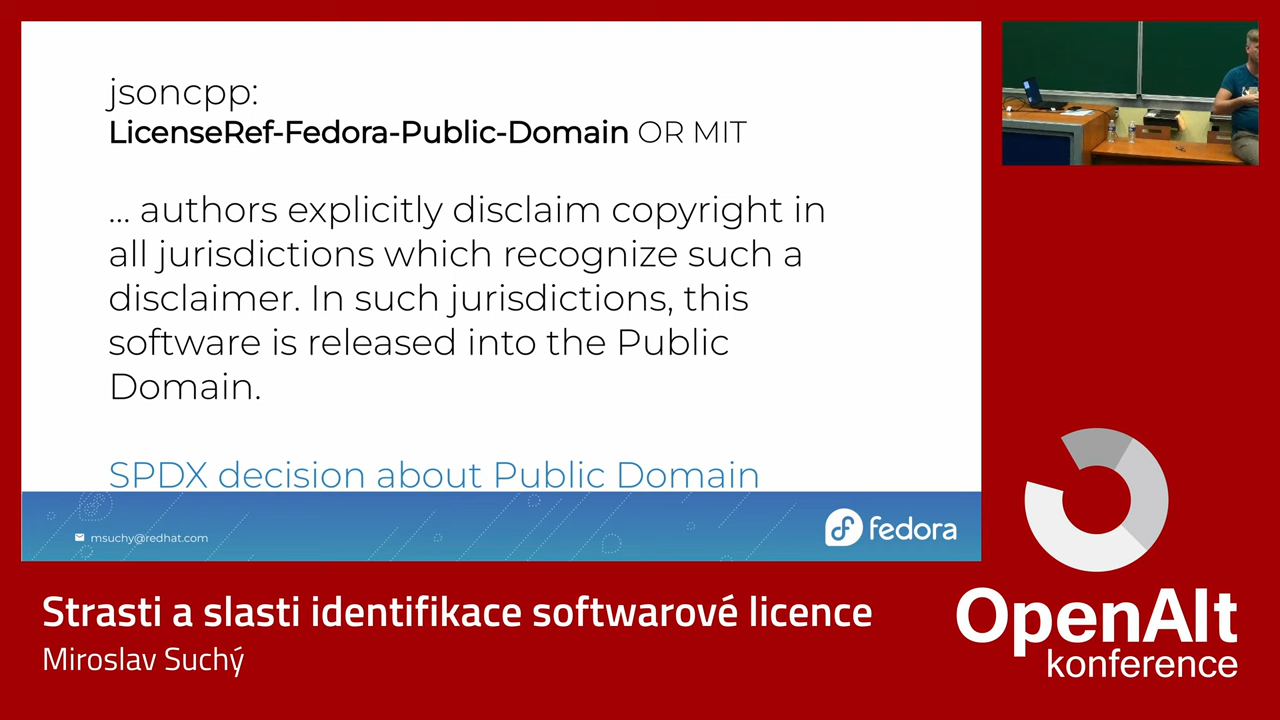 jsoncpp:
LicenseRef-Fedora-Public-Domain OR MIT
... authors explicitly disclaim copyright in
all jurisdictions which recognize such a
disclaimer. In such jurisdictions, this
software is released into the Public
Domain.
SPDX decision about Public Domain
msuchy@redhat.com
fedora
Strasti a slasti identifikace softwarové licence
Miroslav Suchý
OpenAlt
konference